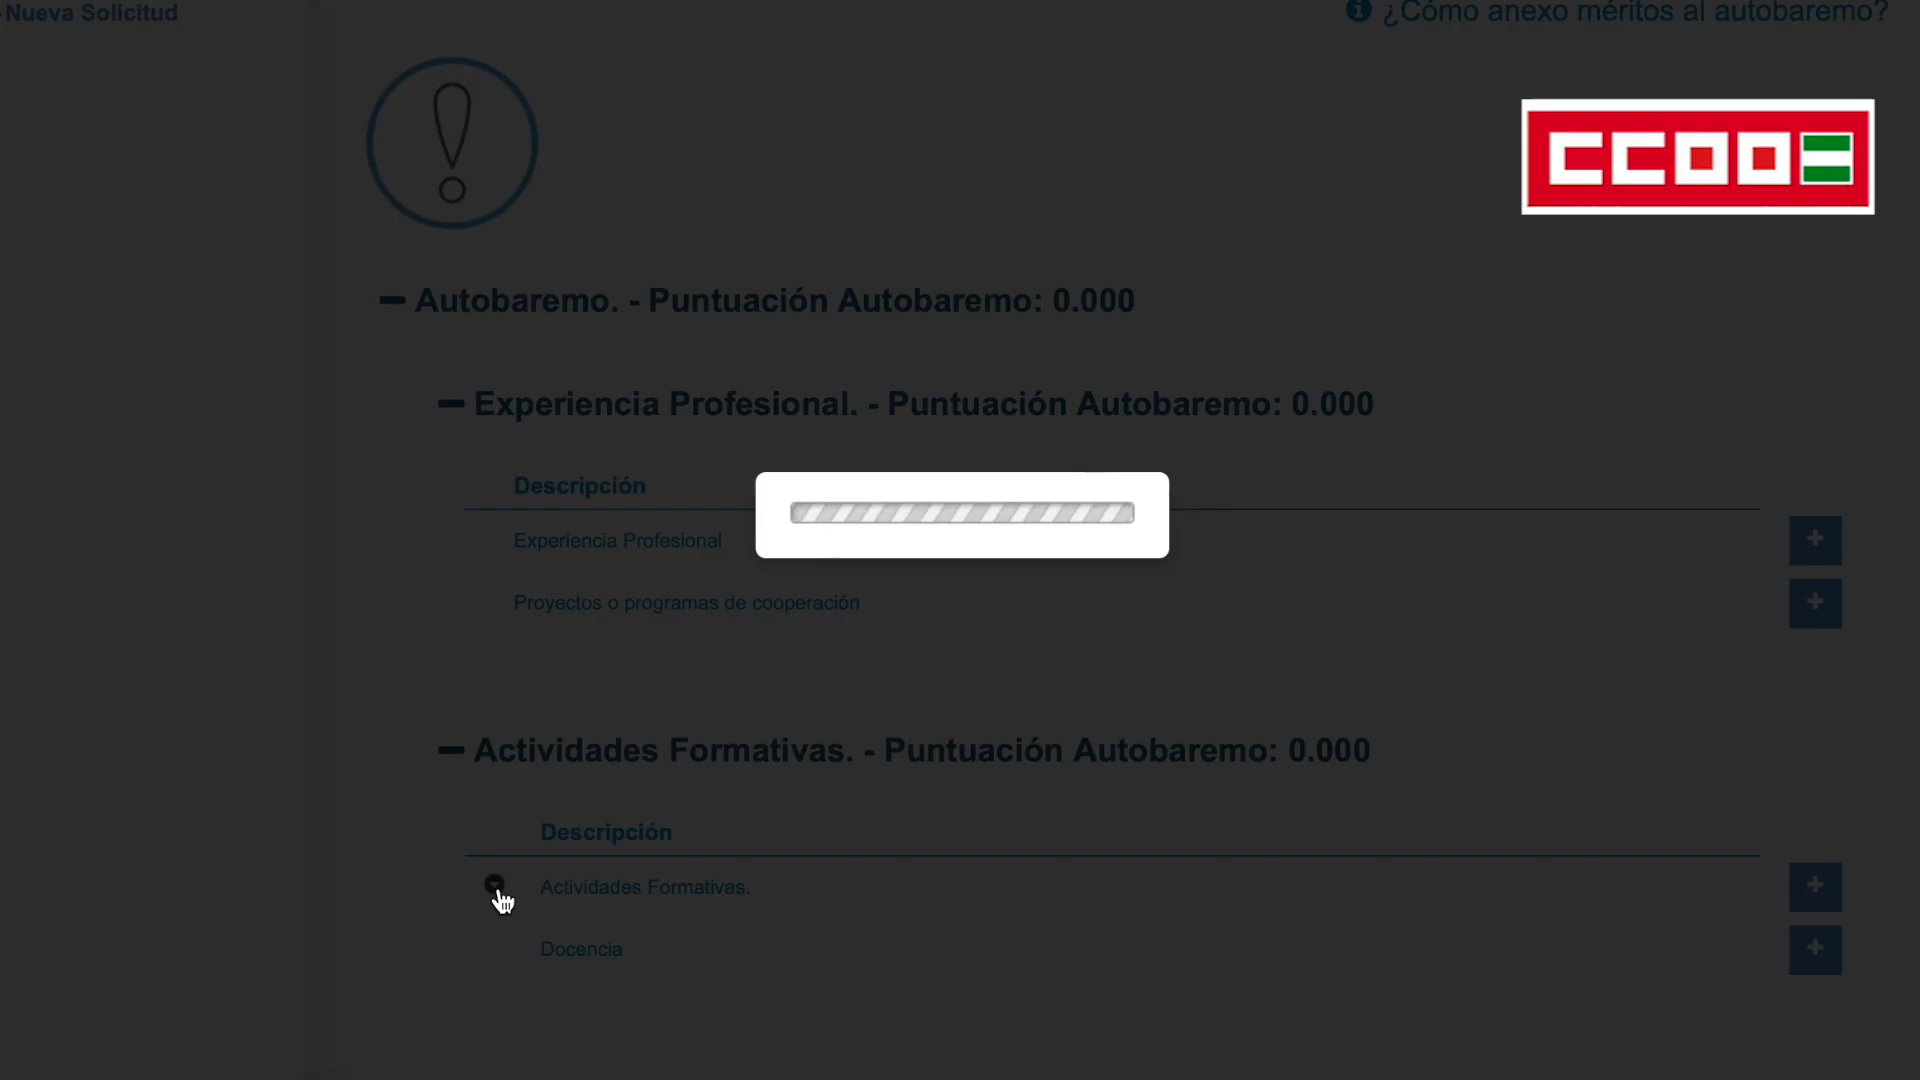 Nueva Solicitud
¿Cómo anexo méritos al autobaremo?
CCOO
Autobaremo. - Puntuación Autobaremo: 0.000
Experiencia Profesional. - Puntuación Autobaremo: 0.000
Descripción
Experiencia Profesional
Proyectos o programas de cooperación
Actividades Formativas. - Puntuación Autobaremo: 0.000
Descripción
Actividades Formativas.
Docencia